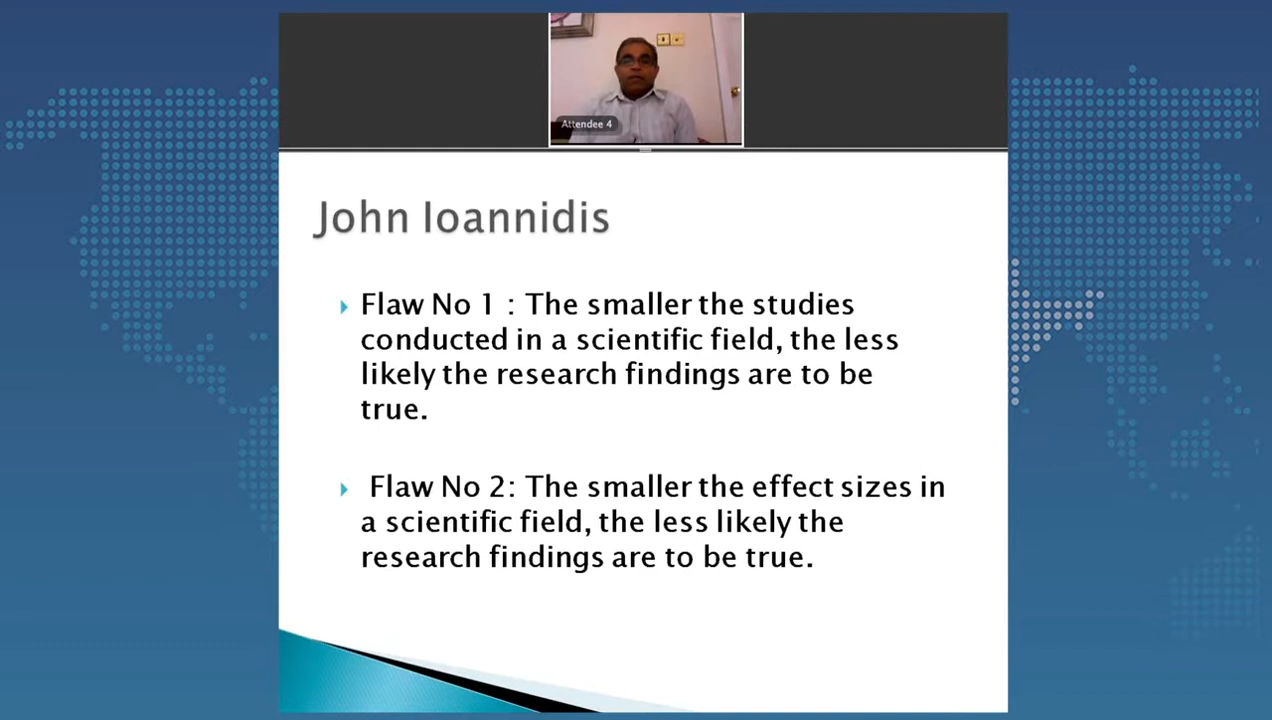 Attendee 4
John Ioannidis
Flaw No 1 : The smaller the studies
conducted in a scientific field, the less
likely the research findings are to be
true.
Flaw No 2: The smaller the effect sizes in
a scientific field, the less likely the
research findings are to be true.